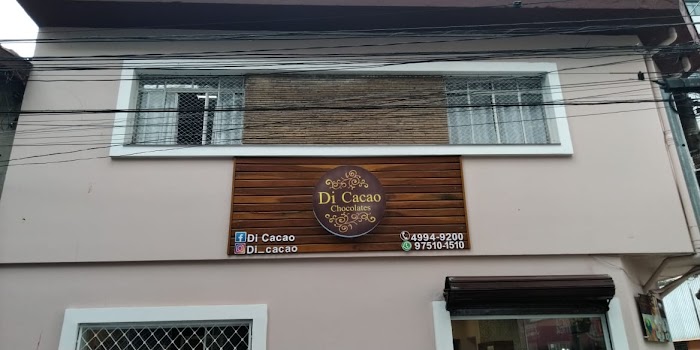 Di Cacao
Chocolates
Di Cacao
Di_cacao
4994-9200
97510-1510